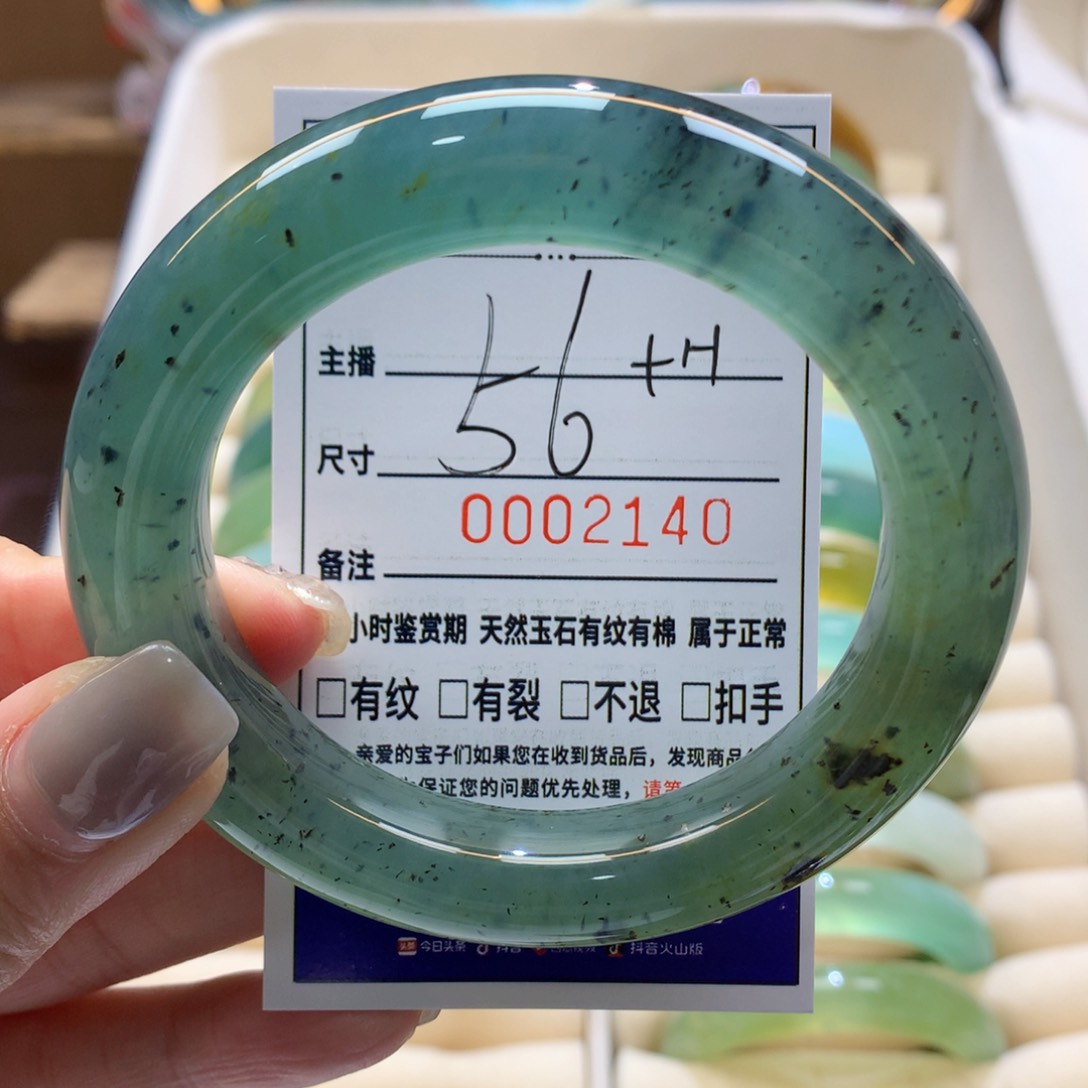 主播
56 +H
尺寸
0002140
备注
小时鉴赏期 天然玉石有纹有棉 属于正常
□有纹 □有裂 □不退 □扣手
亲爱的宝子们如果您在收到货品后，发现商品
保证您的问题优先处理，请
今日头条 抖音 抖音火山版